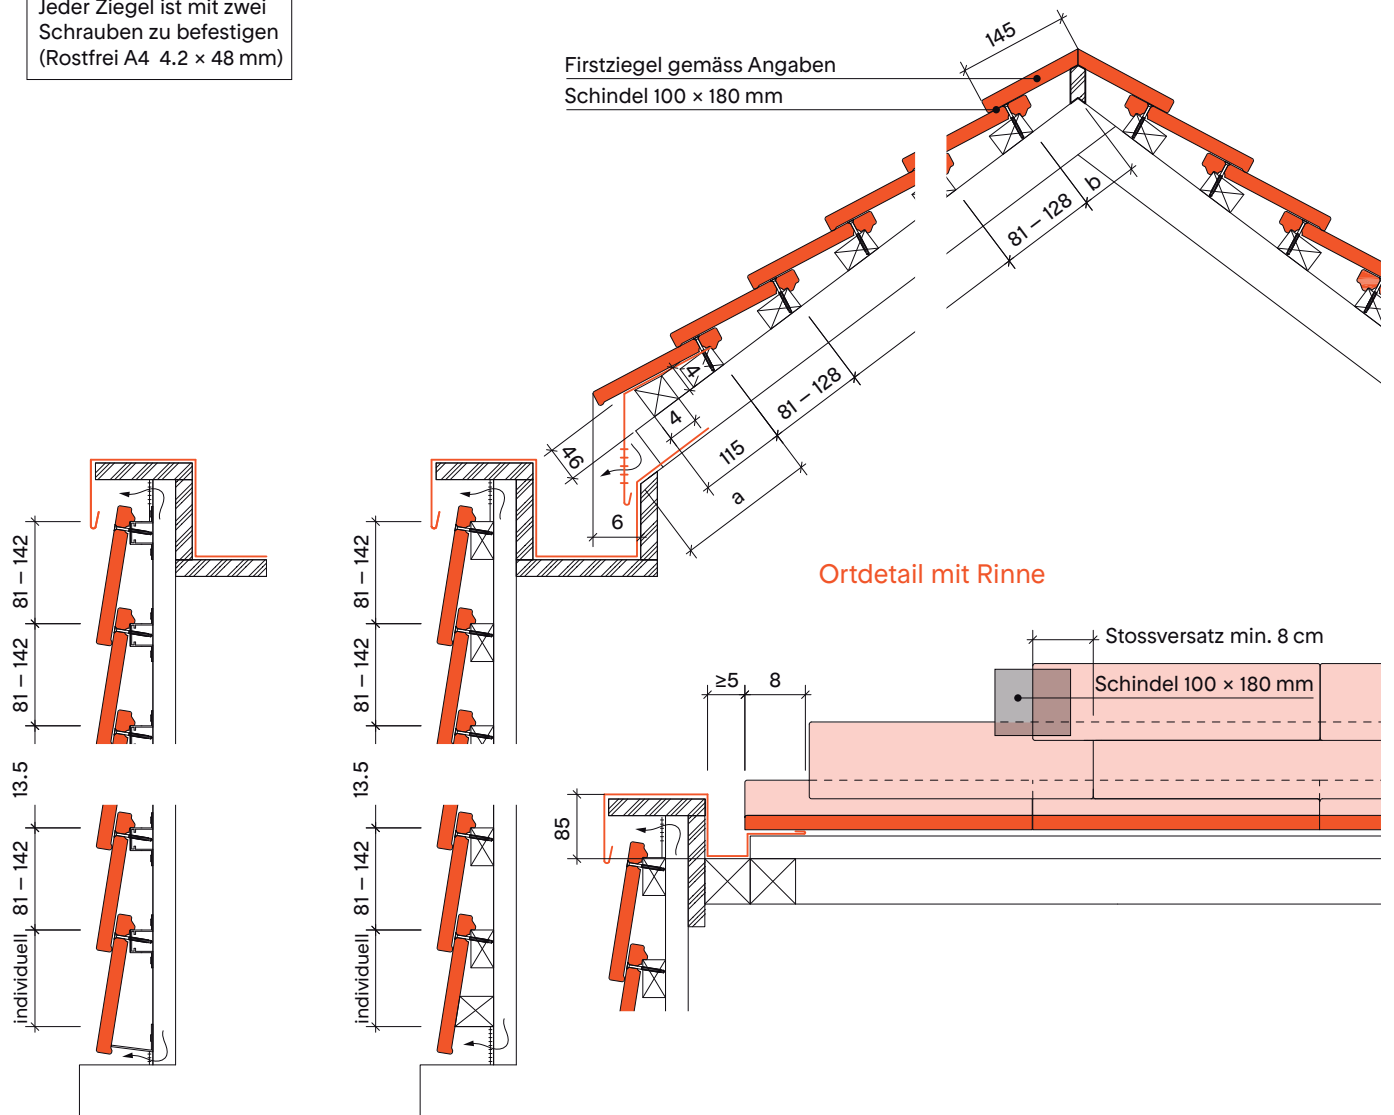 Jeder Ziegel ist mit zwei
Schrauben zu befestigen
(Rostfrei A4 4.2 × 48 mm)
Firstziegel gemäss Angaben
Schindel 100 × 180 mm
145
b
81 – 128
81 – 128
4
4
46
115
a
6
81 – 142
81 – 142
13.5
81 – 142
individuell
81 – 142
81 – 142
13.5
81 – 142
individuell
Ortdetail mit Rinne
Stossversatz min. 8 cm
Schindel 100 × 180 mm
≥5
8
85